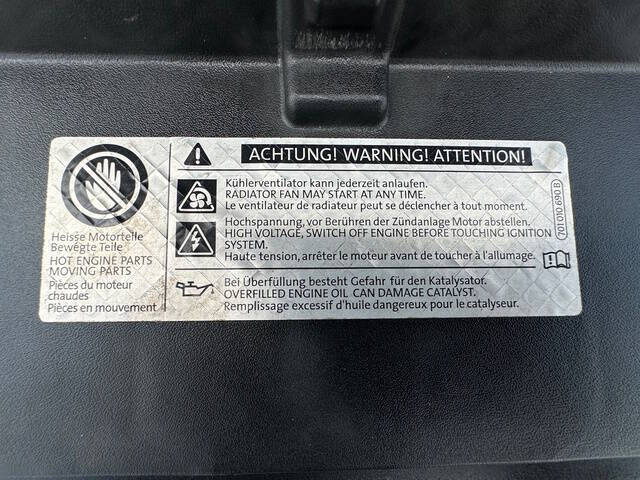 ACHTUNG! WARNING! ATTENTION!
Kühlerventilator kann jederzeit anlaufen.
RADIATOR FAN MAY START AT ANY TIME.
Le ventilateur de radiateur peut se déclencher à tout moment.
Hochspannung, vor Berühren der Zündanlage Motor abstellen.
HIGH VOLTAGE, SWITCH OFF ENGINE BEFORE TOUCHING IGNITION
SYSTEM.
Haute tension, arrêter le moteur avant de toucher à l'allumage.
Bei Überfüllung besteht Gefahr für den Katalysator.
OVERFILLED ENGINE OIL CAN DAMAGE CATALYST.
Remplissage excessif d'huile dangereux pour le catalyseur.
Heisse Motorteile
Bewegte Teile
HOT ENGINE PARTS
MOVING PARTS
Pièces du moteur
chaudes
Pièces en mouvement
701.010.690 B